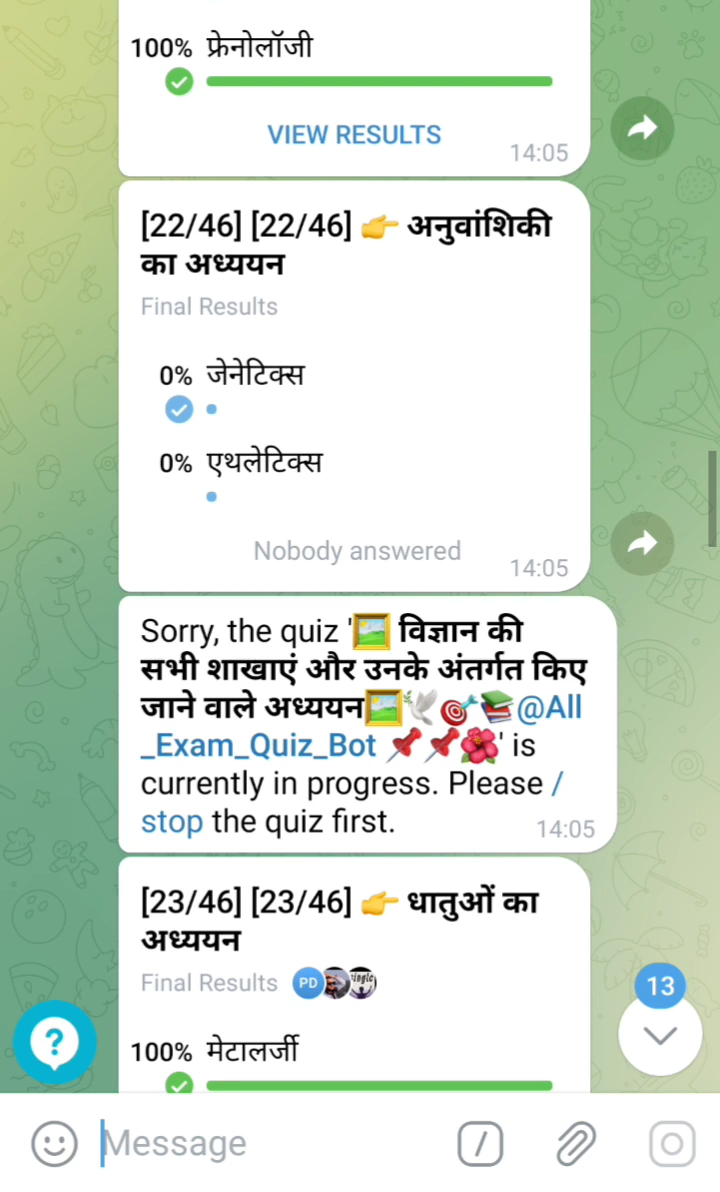 100% फ्रेनोलॉजी
VIEW RESULTS
14:05
[22/46] [22/46] 👉 अनुवांशिकी
का अध्ययन
Final Results
0% जेनेटिक्स
0% एथलेटिक्स
Nobody answered
14:05
Sorry, the quiz '🖼 विज्ञान की
सभी शाखाएं और उनके अंतर्गत किए
जाने वाले अध्ययन🖼🕊🎯📚@All
_Exam_Quiz_Bot 📌📌🌺' is
currently in progress. Please /
stop the quiz first.
14:05
[23/46] [23/46] 👉 धातुओं का
अध्ययन
Final Results PD
13
100% मेटालर्जी
Message